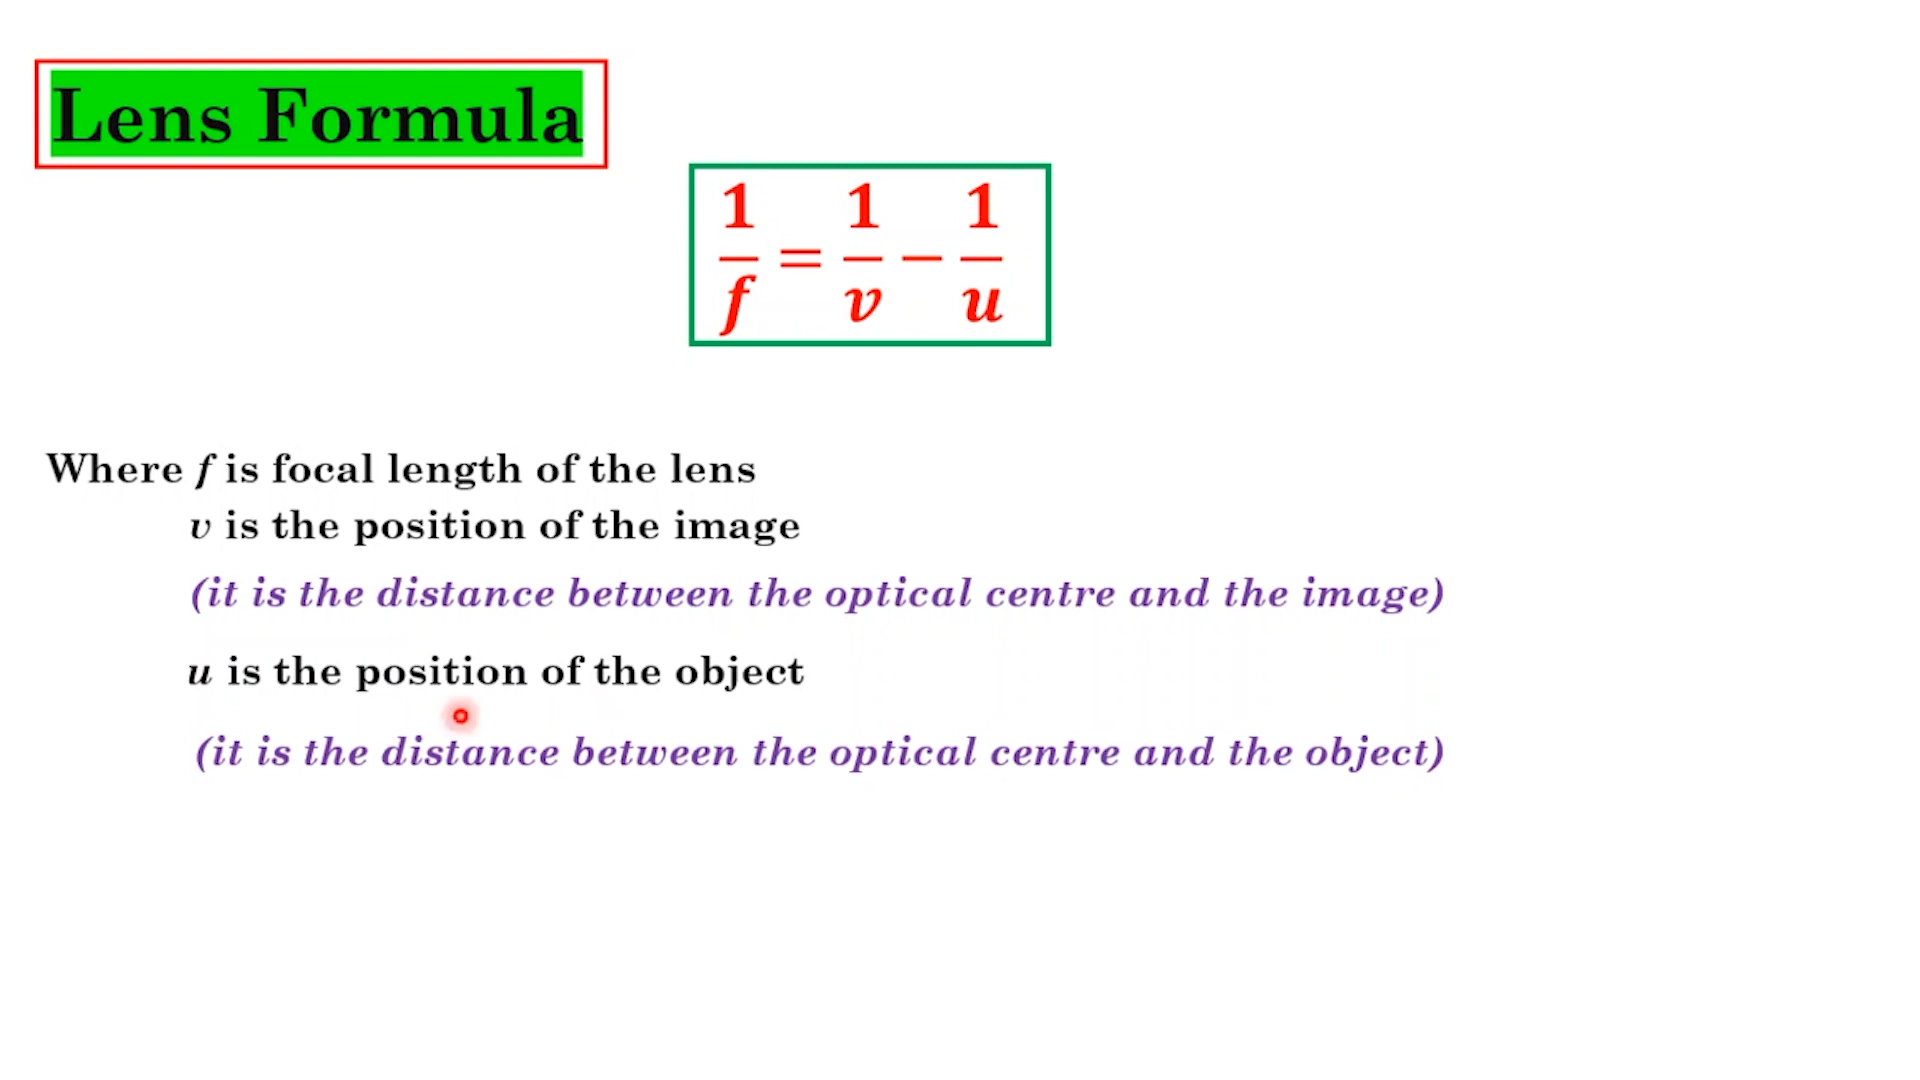 Lens Formula
1/f = 1/v − 1/u
Where f is focal length of the lens
v is the position of the image
(it is the distance between the optical centre and the image)
u is the position of the object
(it is the distance between the optical centre and the object)